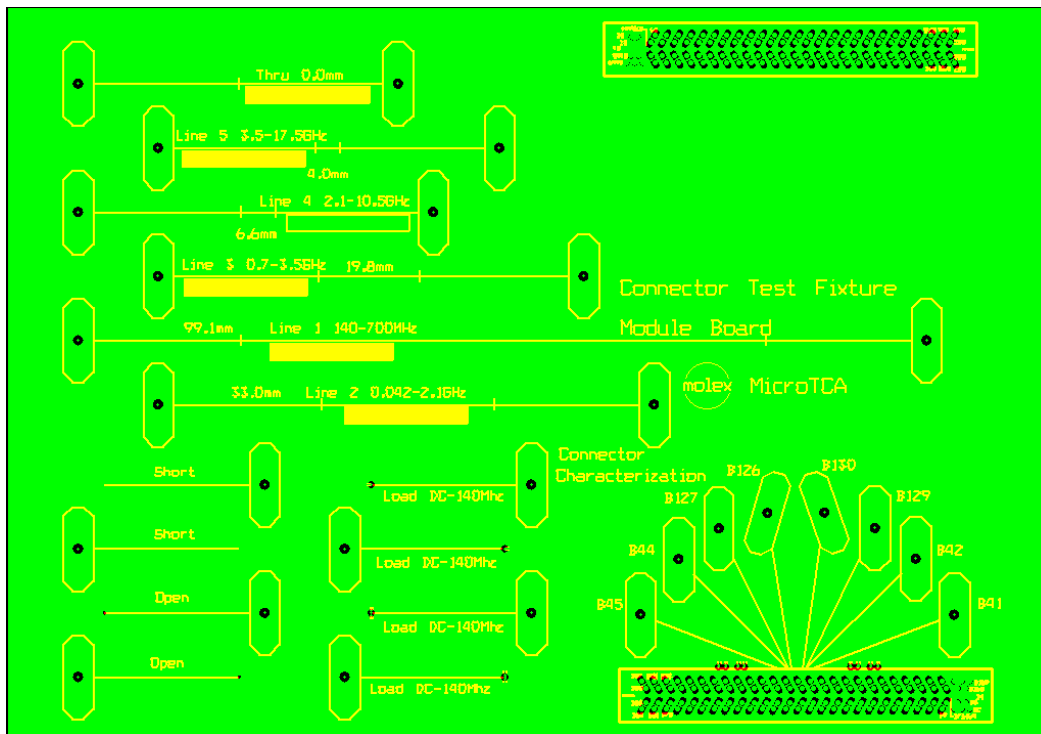 Thru 0.0mm
Line 5 3.5-17.5GHz
4.0mm
Line 4 2.1-10.5GHz
6.6mm
Line 3 0.7-3.5GHz 19.8mm
Connector Test Fixture
99.1mm Line 1 140-700MHz
Module Board
33.0mm Line 2 0.042-2.1GHz
molex MicroTCA
Connector
Characterization
Short
Load DC-140Mhz
Short
Load DC-140Mhz
Open
Load DC-140Mhz
Open
Load DC-140Mhz
B126
B130
B127
B129
B44
B42
B45
B41